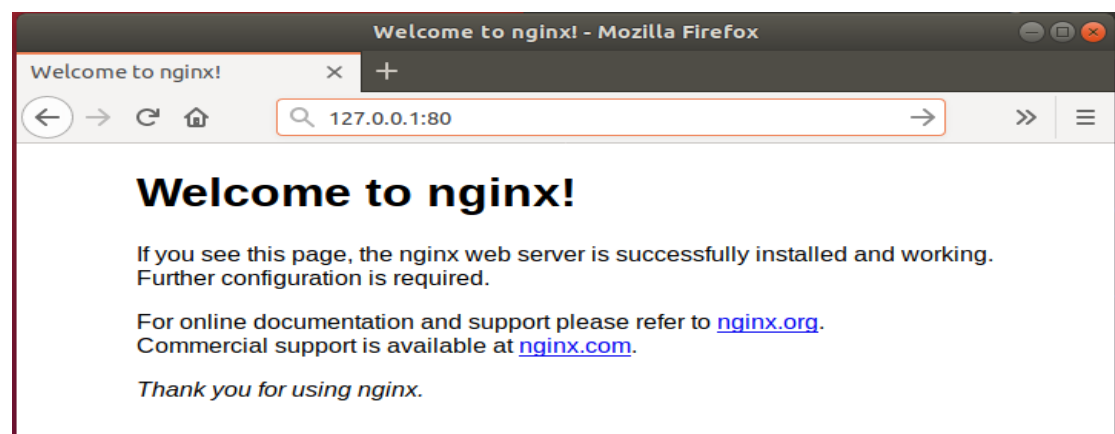 Welcome to nginx! - Mozilla Firefox
Welcome to nginx!
127.0.0.1:80
Welcome to nginx!
If you see this page, the nginx web server is successfully installed and working.
Further configuration is required.
For online documentation and support please refer to nginx.org.
Commercial support is available at nginx.com.
Thank you for using nginx.